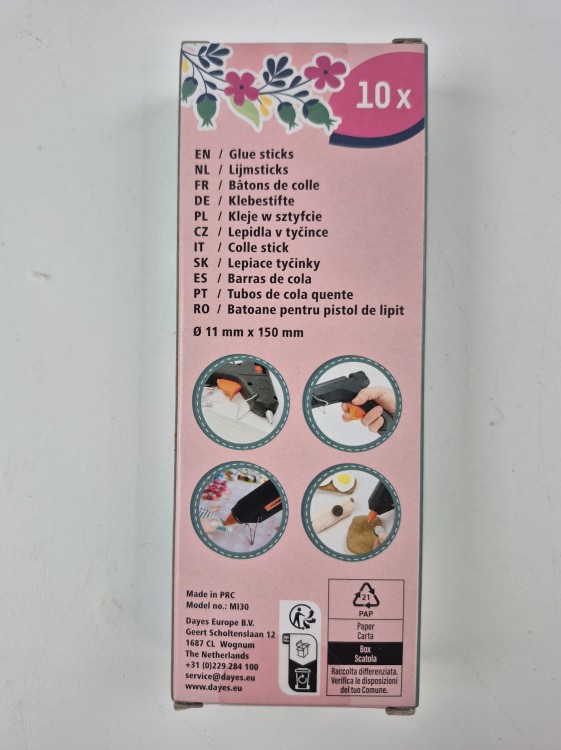 10 x
EN / Glue sticks
NL / Lijmsticks
FR / Bâtons de colle
DE / Klebestifte
PL / Kleje w sztyfcie
CZ / Lepidla v tyčince
IT / Colle stick
SK / Lepiace tyčinky
ES / Barras de cola
PT / Tubos de cola quente
RO / Batoane pentru pistol de lipit
Ø 11 mm x 150 mm
Made in PRC
Model no.: MI30
Dayes Europe B.V.
Geert Scholtenslaan 12
1687 CL Wognum
The Netherlands
+31 (0)229 284 100
service@dayes.eu
www.dayes.eu
FR
21
PAP
Paper
Carta
Box
Scatola
Raccolta differenziata.
Verifica le disposizioni
del tuo Comune.